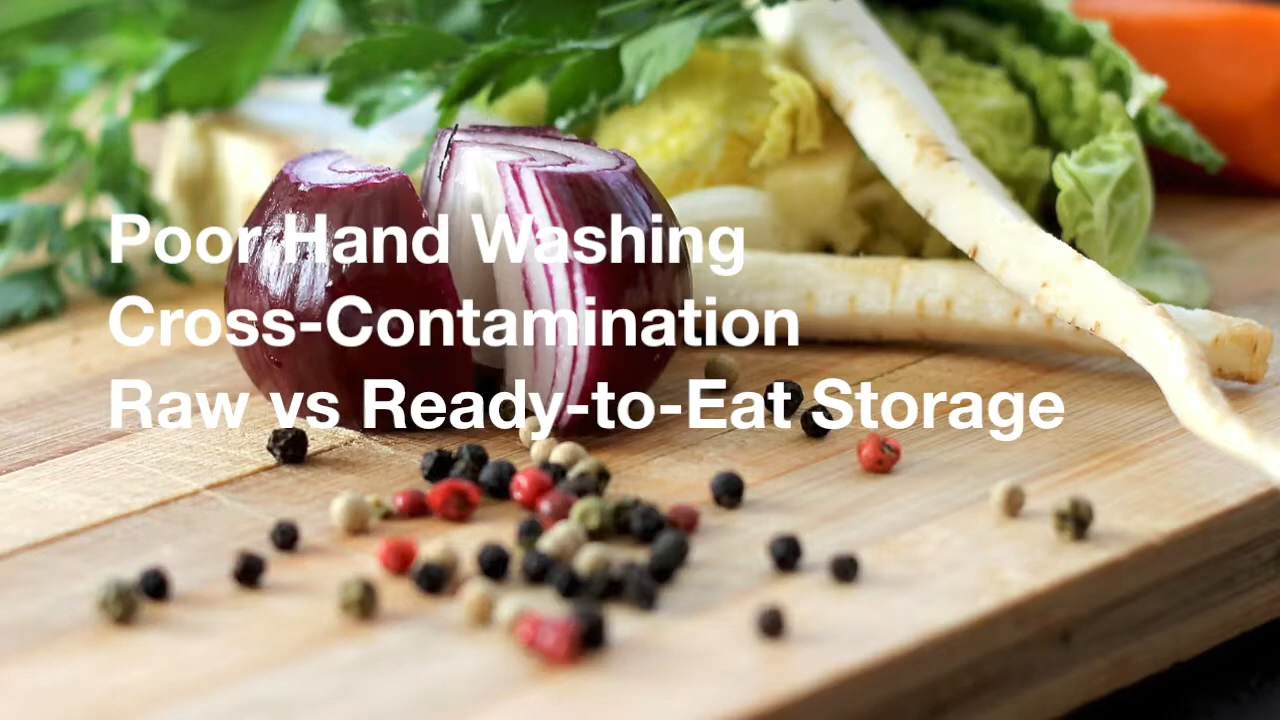 Poor Hand Washing
Cross-Contamination
Raw vs Ready-to-Eat Storage